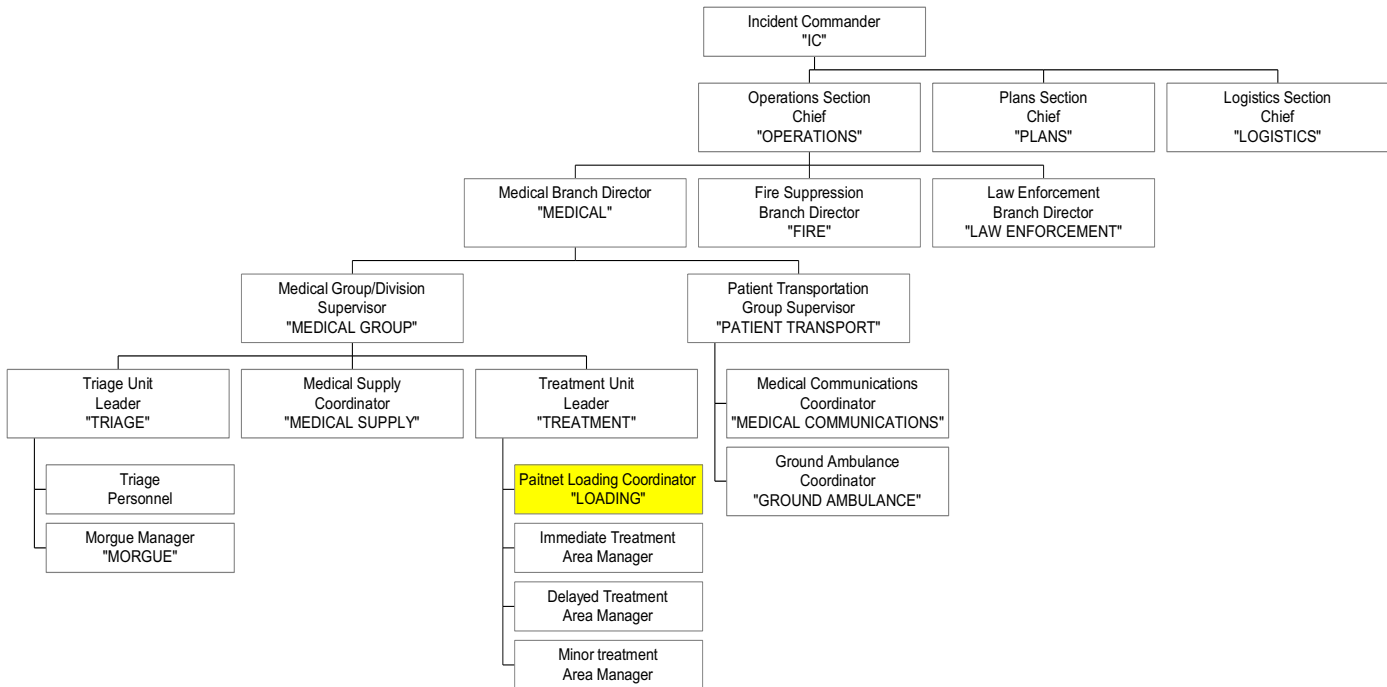 Incident Commander
"IC"
Operations Section
Chief
"OPERATIONS"
Plans Section
Chief
"PLANS"
Logistics Section
Chief
"LOGISTICS"
Medical Branch Director
"MEDICAL"
Fire Suppression
Branch Director
"FIRE"
Law Enforcement
Branch Director
"LAW ENFORCEMENT"
Medical Group/Division
Supervisor
"MEDICAL GROUP"
Patient Transportation
Group Supervisor
"PATIENT TRANSPORT"
Triage Unit
Leader
"TRIAGE"
Medical Supply
Coordinator
"MEDICAL SUPPLY"
Treatment Unit
Leader
"TREATMENT"
Medical Communications
Coordinator
"MEDICAL COMMUNICATIONS"
Ground Ambulance
Coordinator
"GROUND AMBULANCE"
Triage
Personnel
Morgue Manager
"MORGUE"
Paitnet Loading Coordinator
"LOADING"
Immediate Treatment
Area Manager
Delayed Treatment
Area Manager
Minor treatment
Area Manager